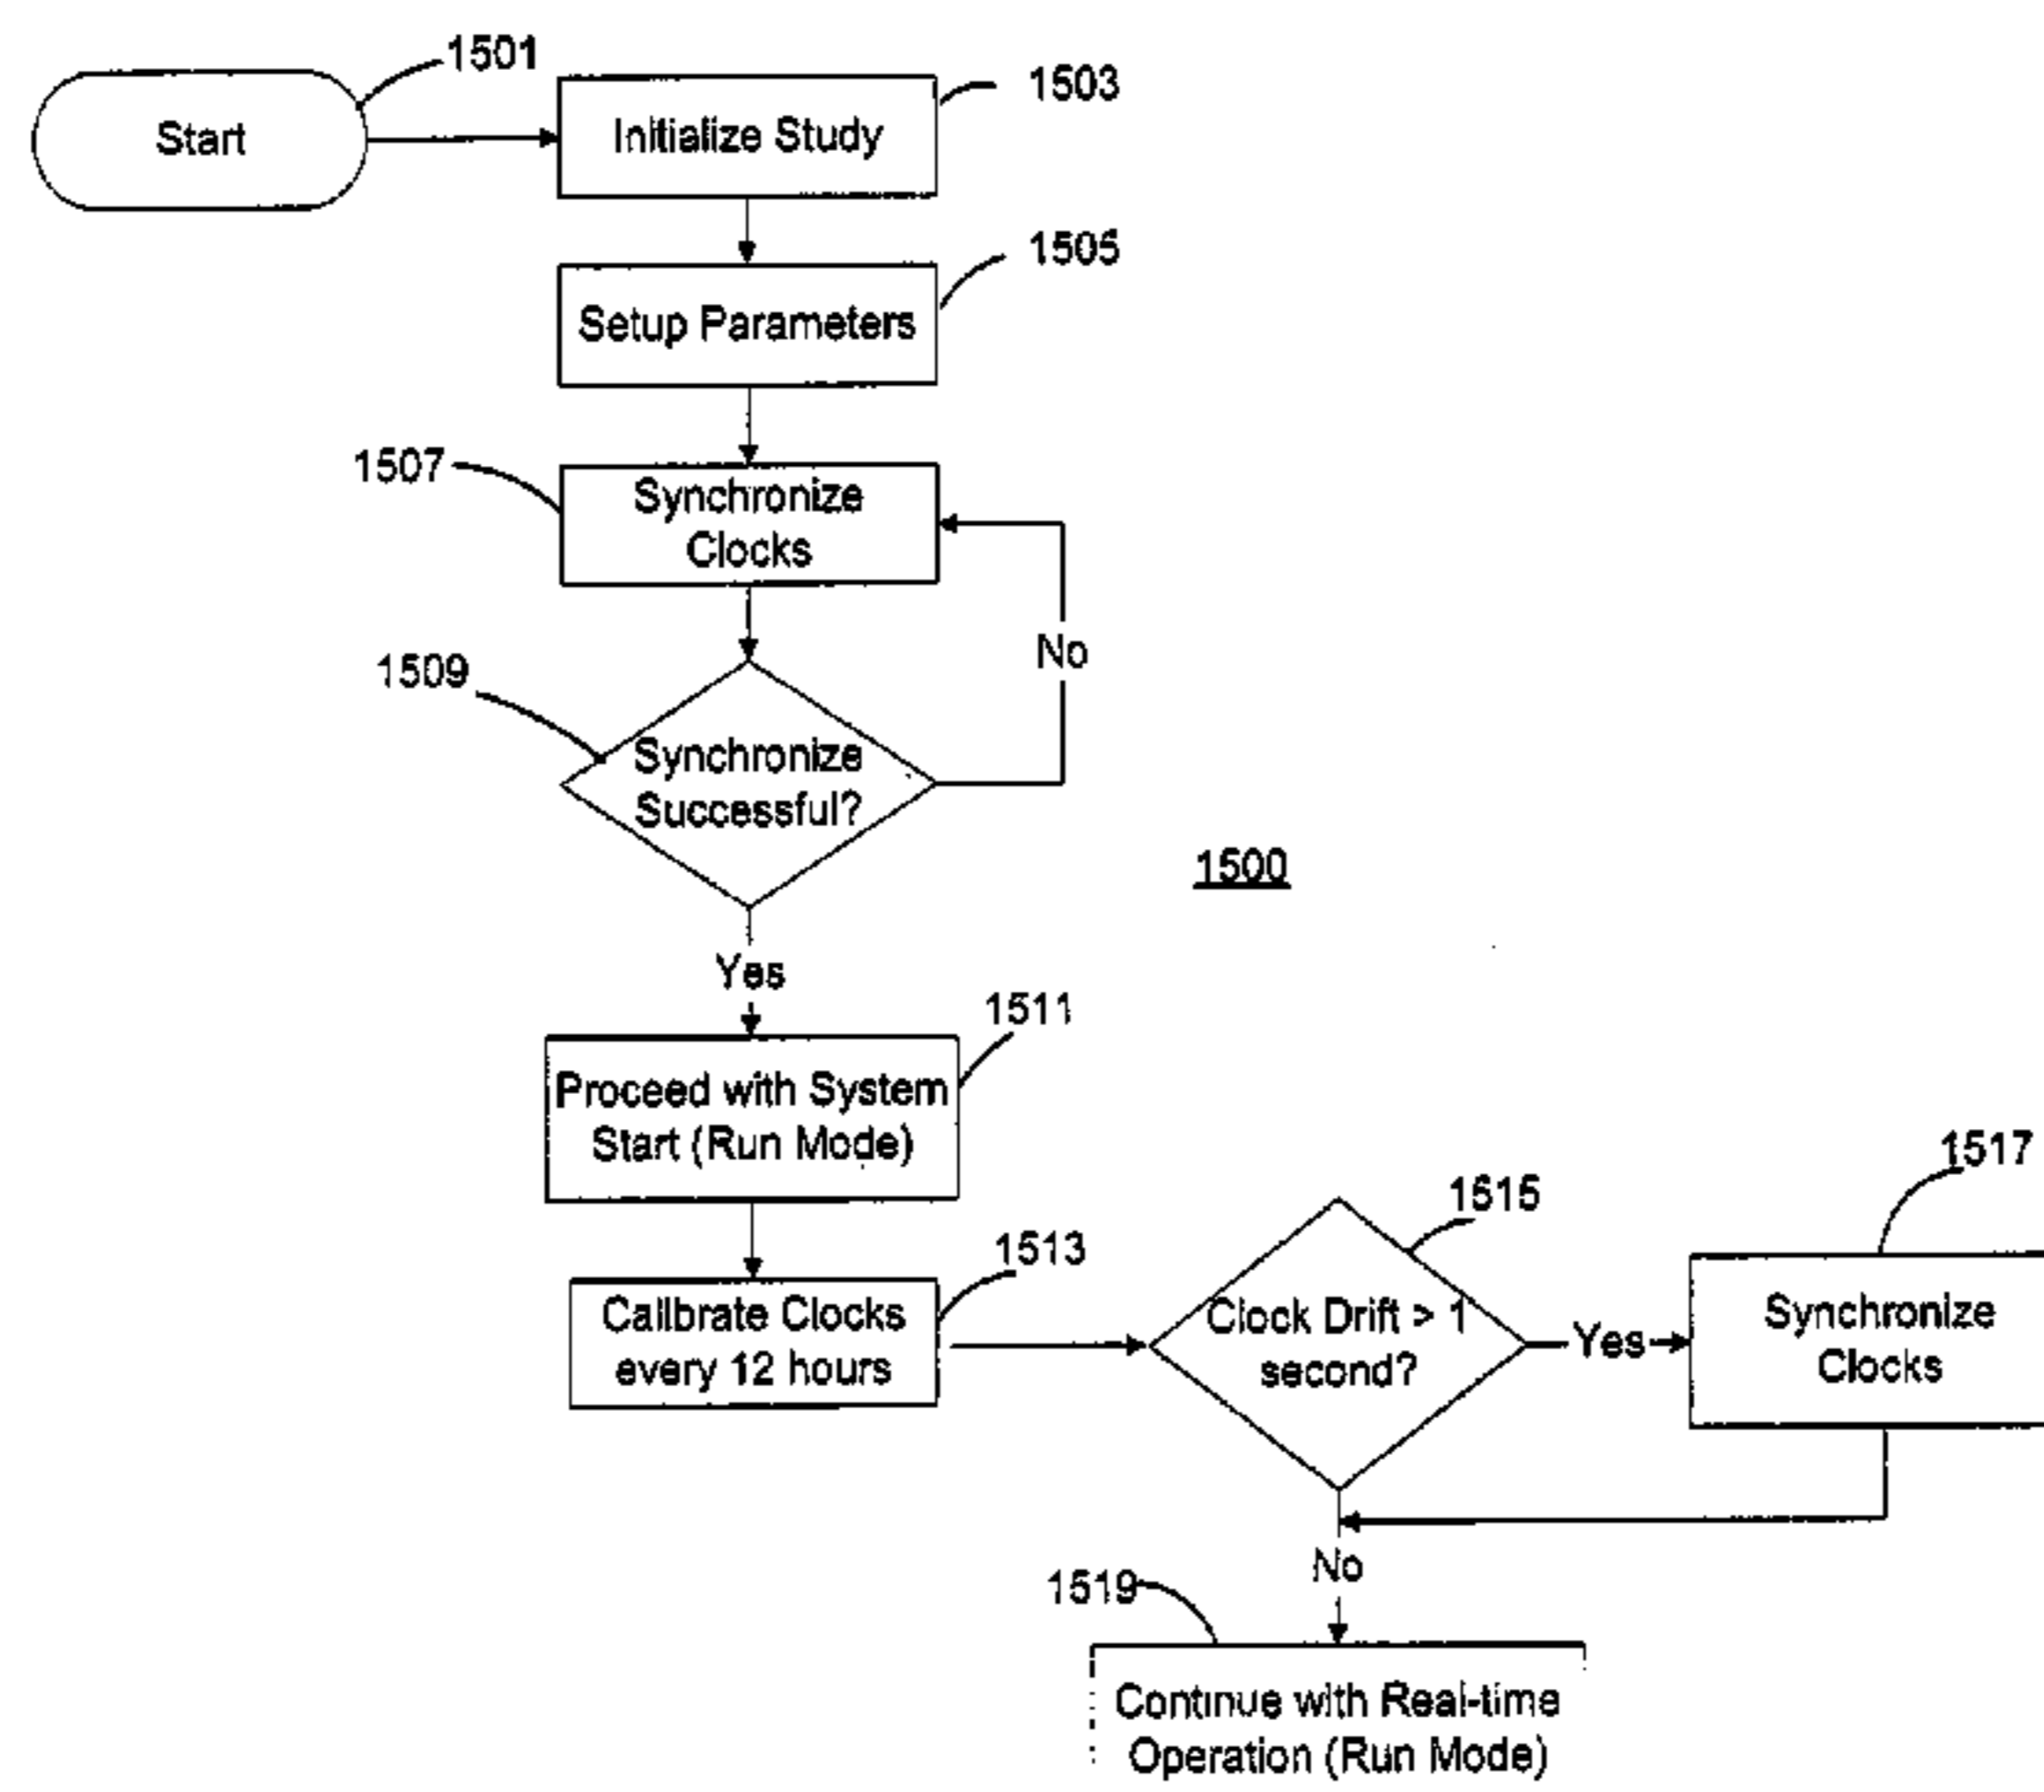 1501
Start
1503
Initialize Study
1505
Setup Parameters
1507
Synchronize
Clocks
No
1509
Synchronize
Successful?
1500
Yes
1511
Proceed with System
Start (Run Mode)
1513
Calibrate Clocks
every 12 hours
1515
Clock Drift > 1
second?
Yes
1517
Synchronize
Clocks
No
1519
Continue with Real-time
Operation (Run Mode)